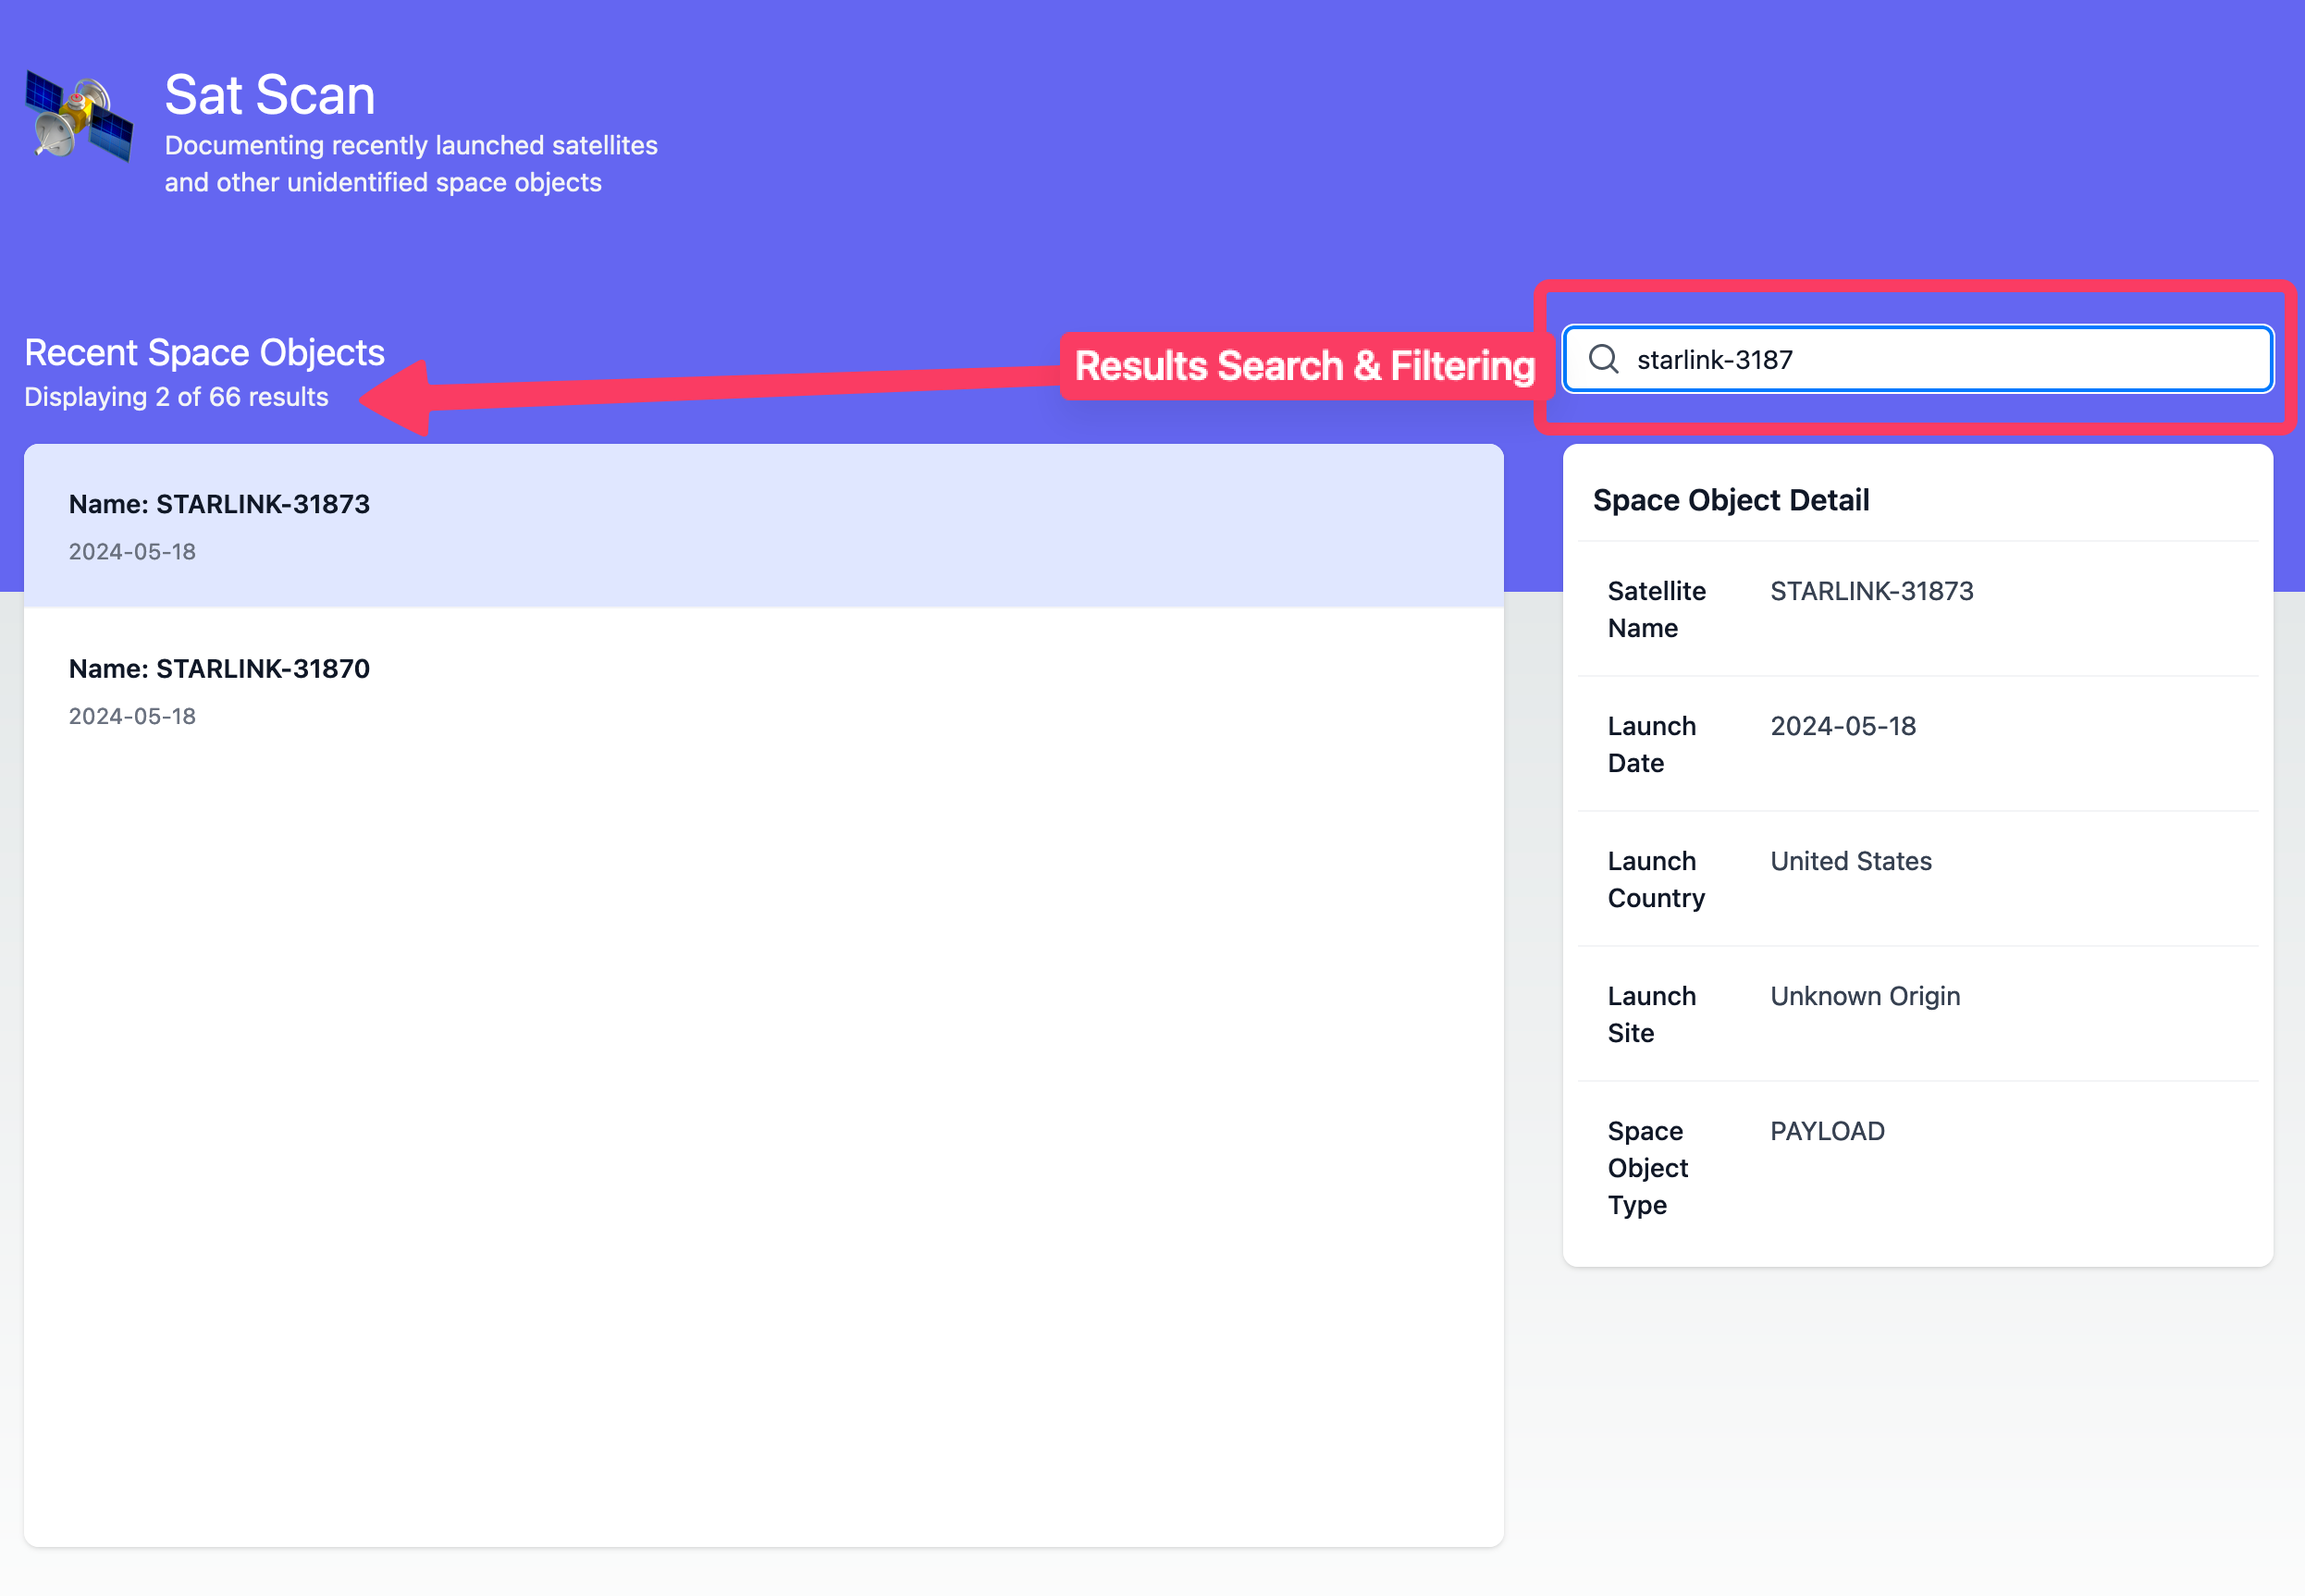 Sat Scan
Documenting recently launched satellites
and other unidentified space objects
Recent Space Objects
Displaying 2 of 66 results
Results Search & Filtering
starlink-3187
Name: STARLINK-31873
2024-05-18
Name: STARLINK-31870
2024-05-18
Space Object Detail
Satellite
Name
STARLINK-31873
Launch
Date
2024-05-18
Launch
Country
United States
Launch
Site
Unknown Origin
Space
Object
Type
PAYLOAD